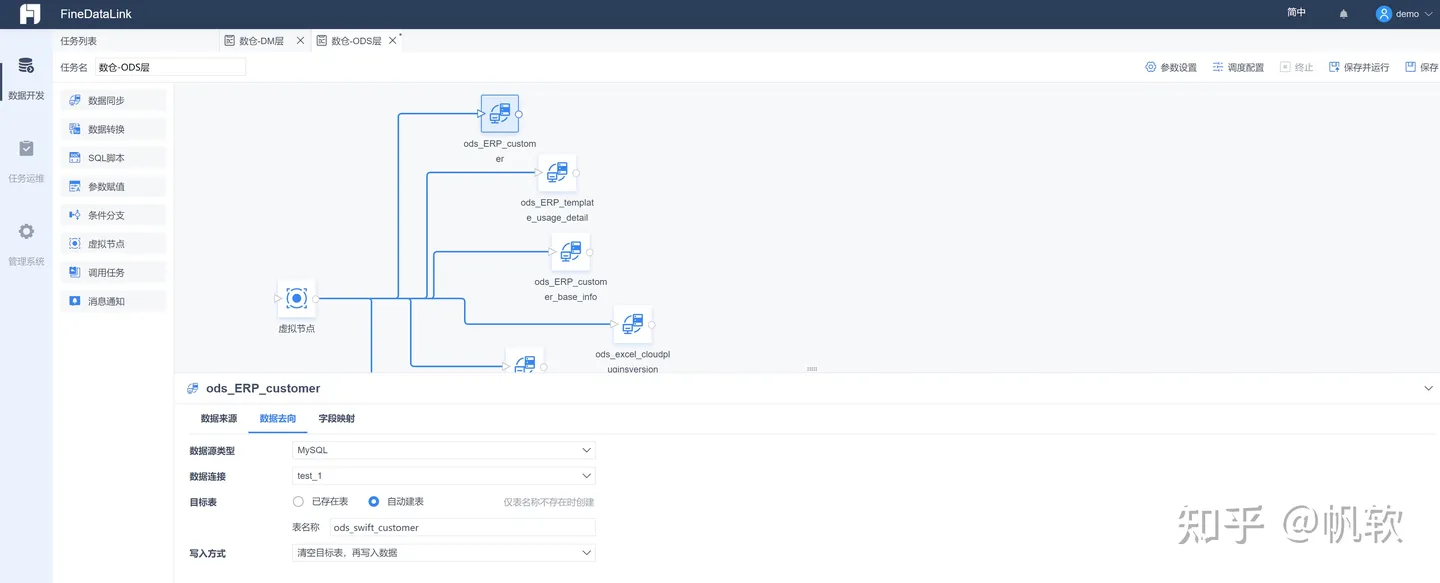 FineDataLink
简中
demo
任务列表
数仓-DM层
数仓-ODS层
任务名
数仓-ODS层
参数设置
调度配置
终止
保存并运行
保存
数据开发
任务运维
管理系统
数据同步
数据转换
SQL脚本
参数赋值
条件分支
虚拟节点
调用任务
消息通知
ods_ERP_custom
er
ods_ERP_templat
e_usage_detail
ods_ERP_custom
er_base_info
虚拟节点
ods_excel_cloudpl
uginsversion
ods_ERP_customer
数据来源
数据去向
字段映射
数据源类型
MySQL
数据连接
test_1
目标表
已存在表
自动建表
仅表名称不存在时创建
表名称
ods_swift_customer
写入方式
清空目标表，再写入数据
知乎 @帆软